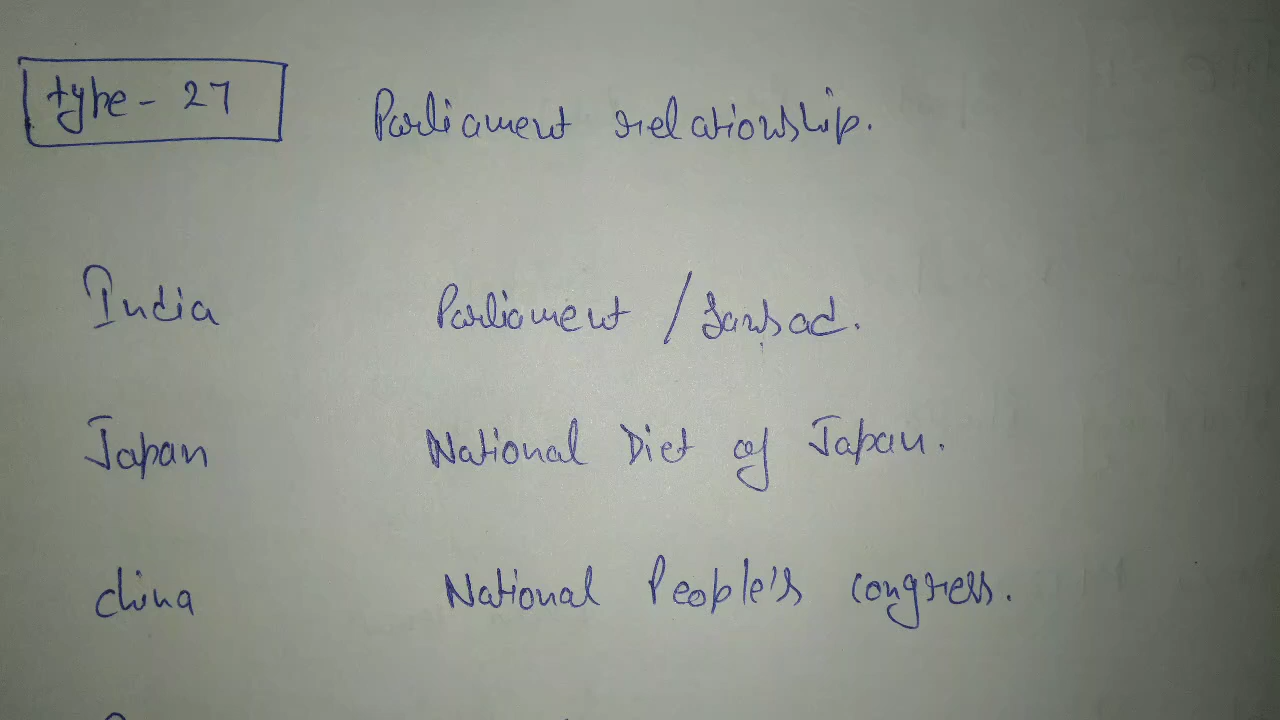 type - 27 Parliament relationship.
India Parliament / Sansad.
Japan National Diet of Japan.
china National People's congress.